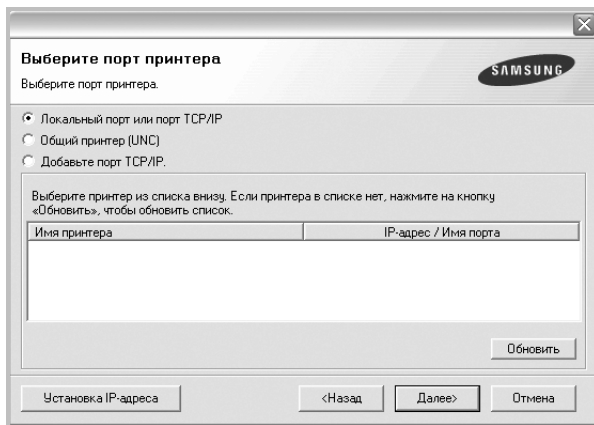 Выберите порт принтера
Выберите порт принтера.
SAMSUNG
Локальный порт или порт TCP/IP
Общий принтер (UNC)
Добавьте порт TCP/IP.
Выберите принтер из списка внизу. Если принтера в списке нет, нажмите на кнопку
«Обновить», чтобы обновить список.
Имя принтера IP-адрес / Имя порта
Обновить
Установка IP-адреса <Назад Далее> Отмена